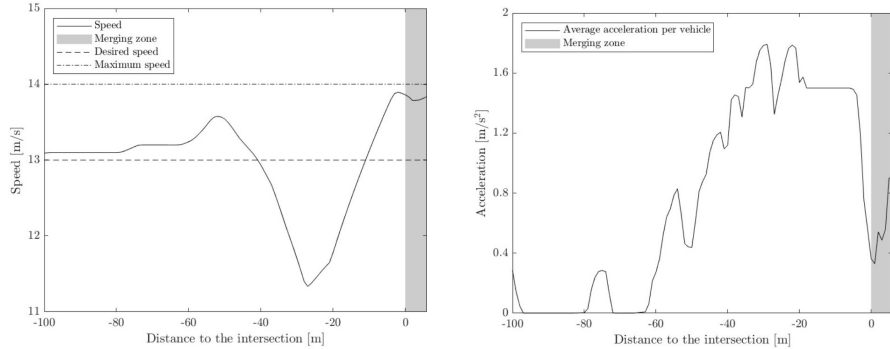 15
14
13
12
11
Speed [m/s]
Speed
Merging zone
Desired speed
Maximum speed
-100 -80 -60 -40 -20 0
Distance to the intersection [m]
2
1.6
1.2
0.8
0.4
0
Acceleration [m/s²]
Average acceleration per vehicle
Merging zone
-100 -80 -60 -40 -20 0 5
Distance to the intersection [m]